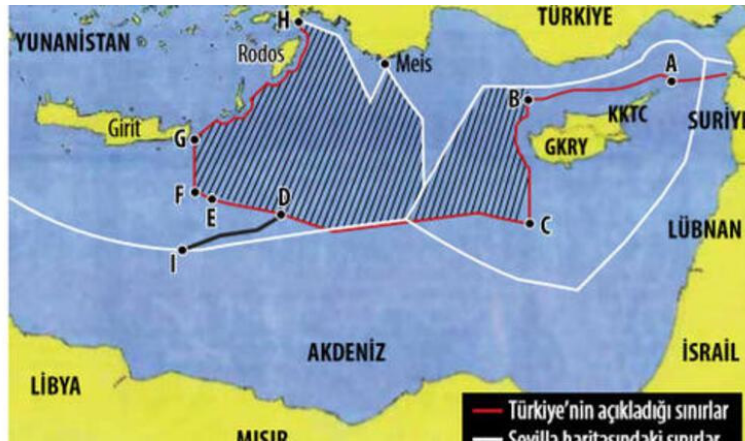 H
TÜRKİYE
YUNANİSTAN
Rodos
Meis
A
B
KKTC
SURİYE
Girit
G
GKRY
F
E
D
C
LÜBNAN
I
AKDENİZ
İSRAİL
LİBYA
MISIR
Türkiye'nin açıkladığı sınırlar
Sevilla haritasındaki sınırlar